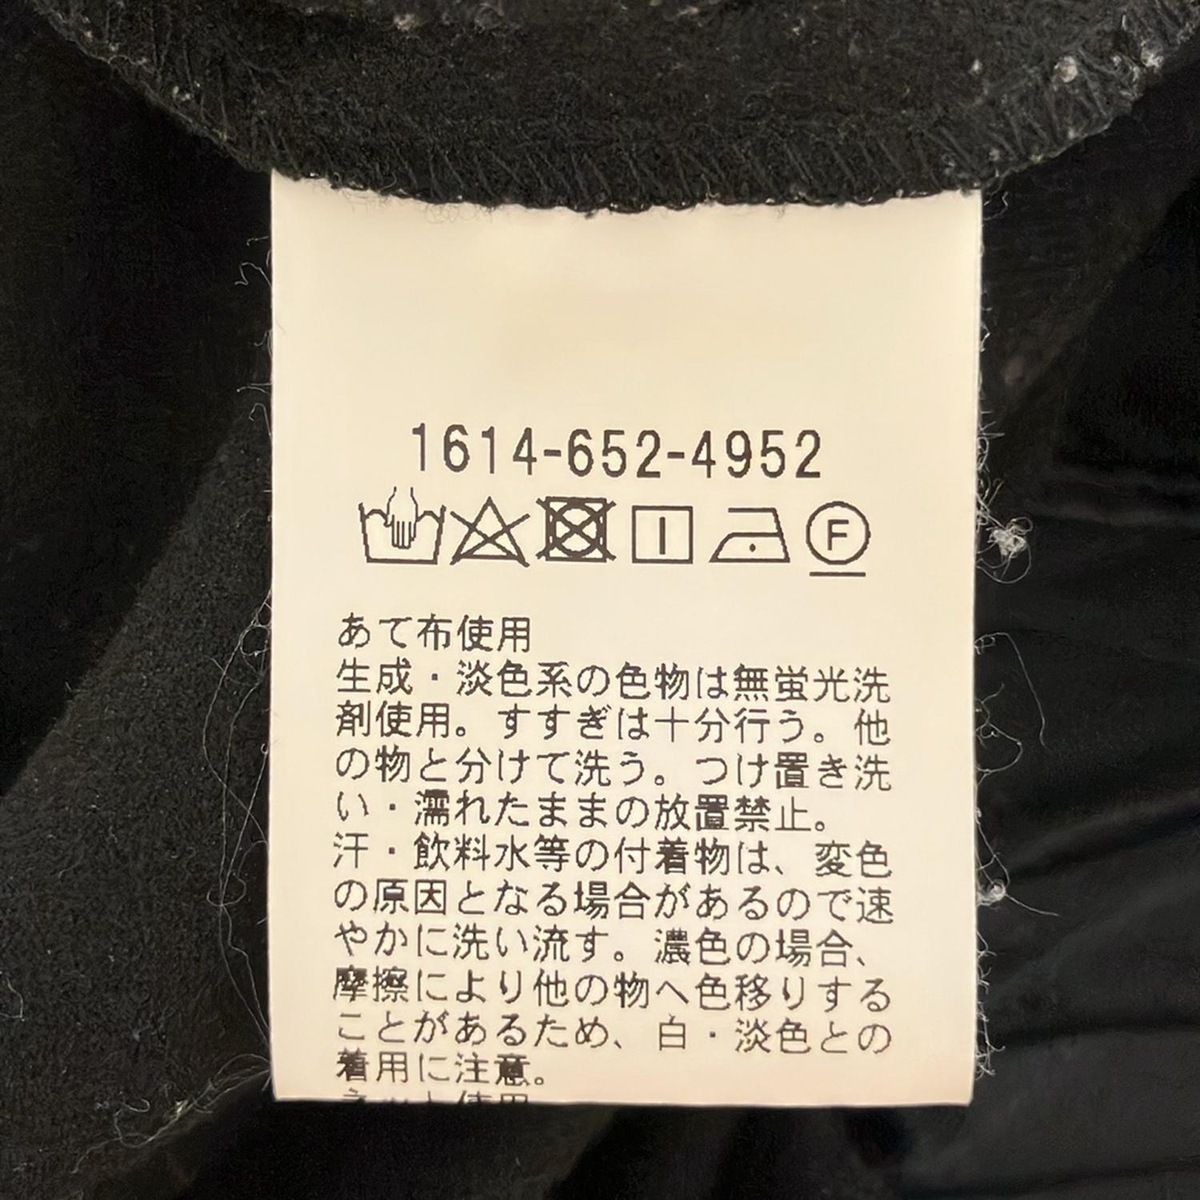 1614-652-4952
F
あて布使用
生成・淡色系の色物は無蛍光洗
剤使用。すすぎは十分行う。他
の物と分けて洗う。つけ置き洗
い・濡れたままの放置禁止。
汗・飲料水等の付着物は、変色
の原因となる場合があるので速
やかに洗い流す。濃色の場合、
摩擦により他の物へ色移りする
ことがあるため、白・淡色との
着用に注意。
ネット使用